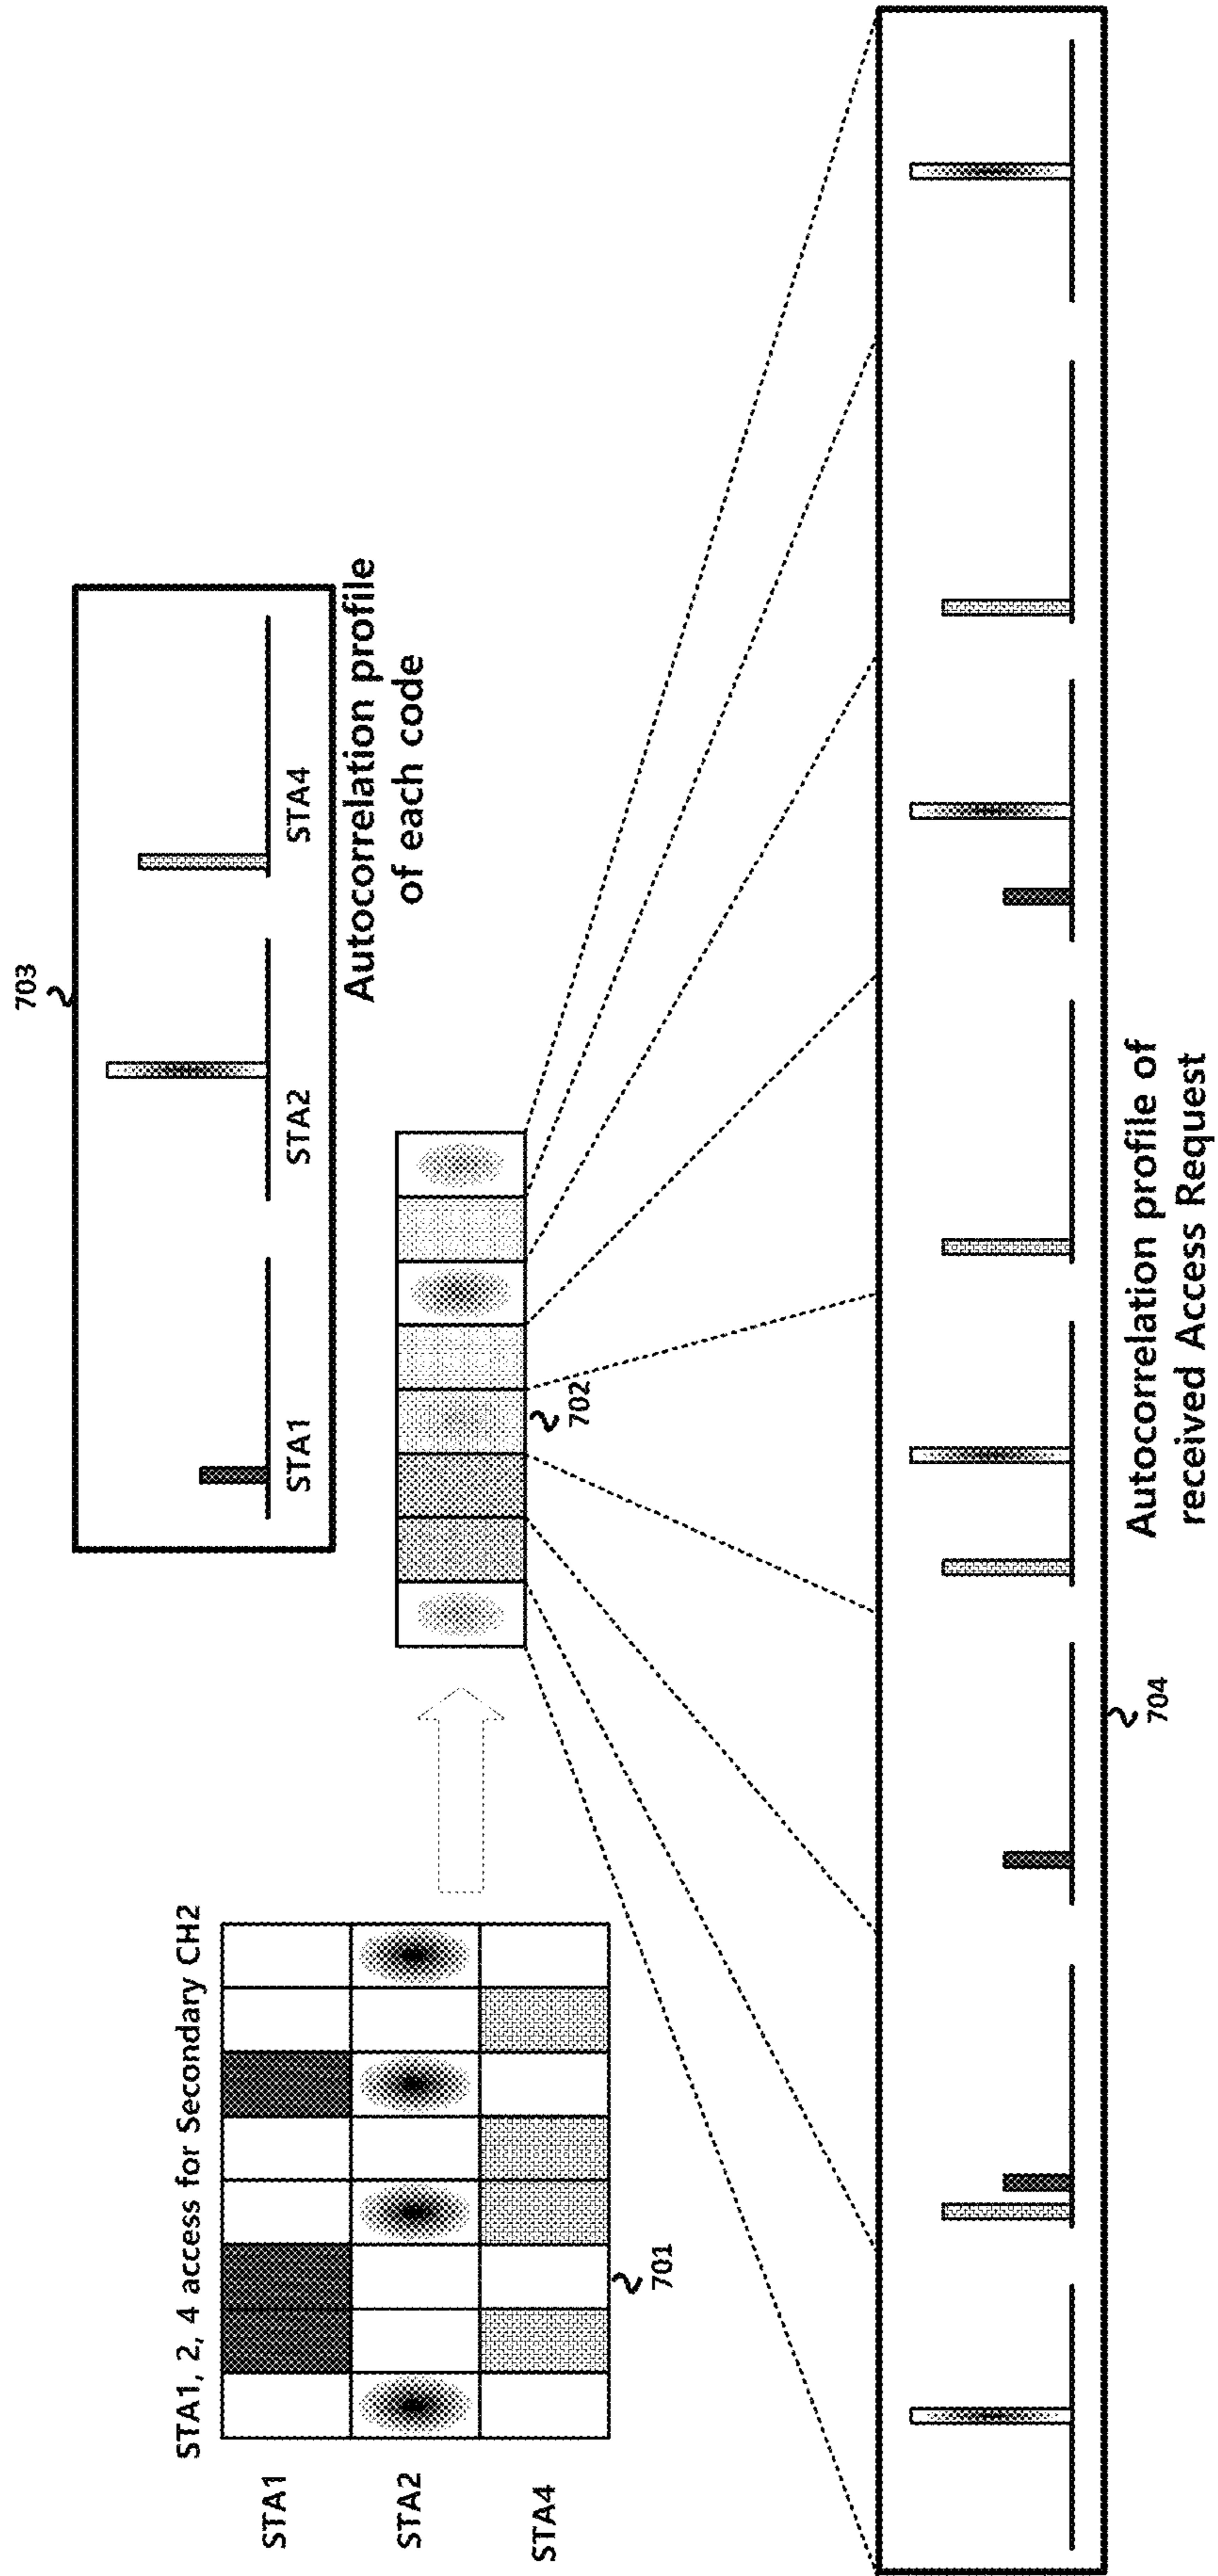 STA1, 2, 4 access for Secondary CH2
STA1
STA2
STA4
701
702
703
STA1
STA2
STA4
Autocorrelation profile
of each code
704
Autocorrelation profile of
received Access Request